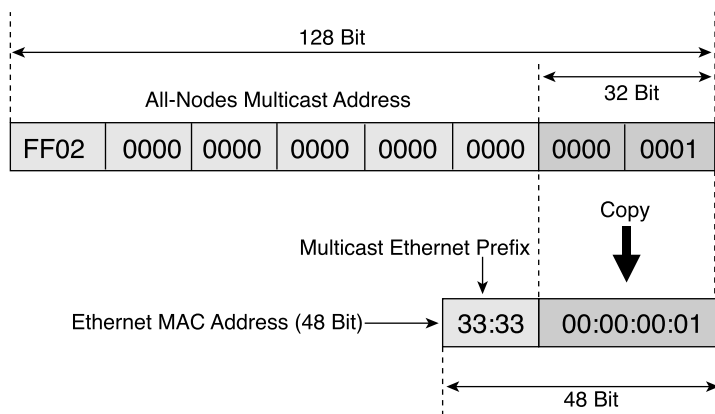 128 Bit
32 Bit
All-Nodes Multicast Address
FF02 0000 0000 0000 0000 0000 0000 0001
Copy
Multicast Ethernet Prefix
Ethernet MAC Address (48 Bit) 33:33 00:00:00:01
48 Bit